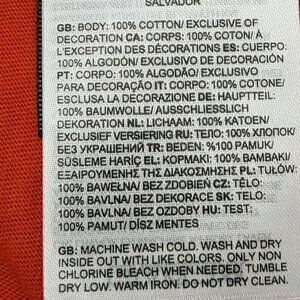 SALVADOR
GB: BODY: 100% COTTON/ EXCLUSIVE OF
DECORATION CA: CORPS: 100% COTON/ À
L'EXCEPTION DES DÉCORATIONS ES: CUERPO:
100% ALGODÓN/ EXCLUSIVO DE DECORACIÓN
PT: CORPO: 100% ALGODÃO/ EXCLUSIVO
PARA DECORAÇÃO IT: CORPO: 100% COTONE/
ESCLUSA LA DECORAZIONE DE: HAUPTTEIL:
100% BAUMWOLLE/ AUSSCHLIESSLICH
DEKORATION NL: LICHAAM: 100% KATOEN/
EXCLUSIEF VERSIERING RU: ТЕЛО: 100% ХЛОПОК/
БЕЗ УКРАШЕНИЙ TR: BEDEN: %100 PAMUK/
SÜSLEME HARİÇ EL: ΚΟΡΜΑΚΙ: 100% ΒΑΜΒΑΚΙ/
ΕΞΑΙΡΟΥΜΕΝΗΣ ΤΗΣ ΔΙΑΚΟΣΜΗΣΗΣ PL: TUŁÓW:
100% BAWEŁNA/ BEZ ZDOBIEŃ CZ: TĚLO:
100% BAVLNA/ BEZ DEKORACE SK: TELO:
100% BAVLNA/ BEZ OZDOBY HU: TEST:
100% PAMUT/ DÍSZ MENTES
GB: MACHINE WASH COLD. WASH AND DRY
INSIDE OUT WITH LIKE COLORS. ONLY NON
CHLORINE BLEACH WHEN NEEDED. TUMBLE
DRY LOW. WARM IRON. DO NOT DRY CLEAN